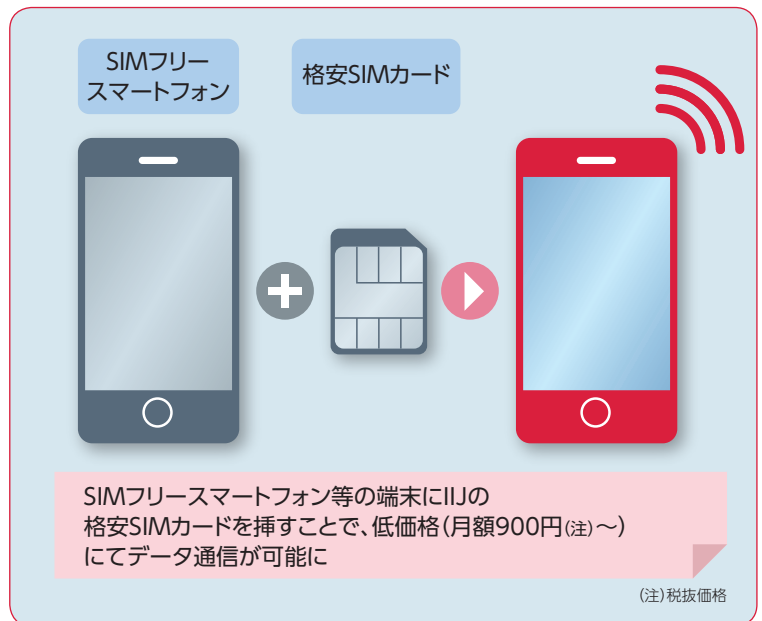 SIMフリー
スマートフォン
格安SIMカード
SIMフリースマートフォン等の端末にIIJの
格安SIMカードを挿すことで、低価格(月額900円(注)～)
にてデータ通信が可能に
(注)税抜価格